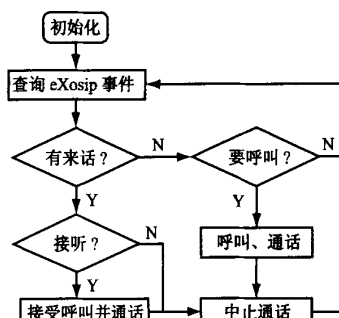 初始化
查询 eXosip 事件
有来话?
N
要呼叫?
N
Y
Y
接听?
N
呼叫、通话
Y
接受呼叫并通话
中止通话